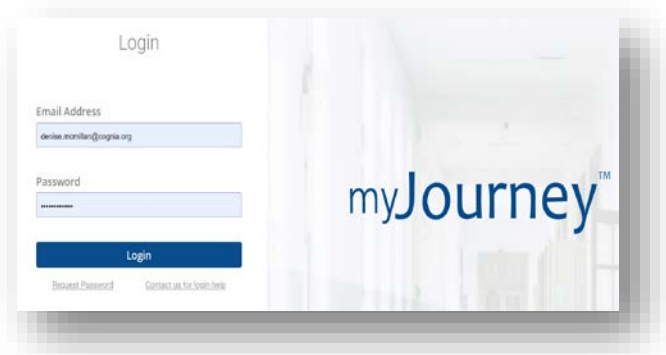 Login
Email Address
denise.mcmillan@cognia.org
Password
••••••••••••
Login
Request Password Contact us for login help
myJourney™